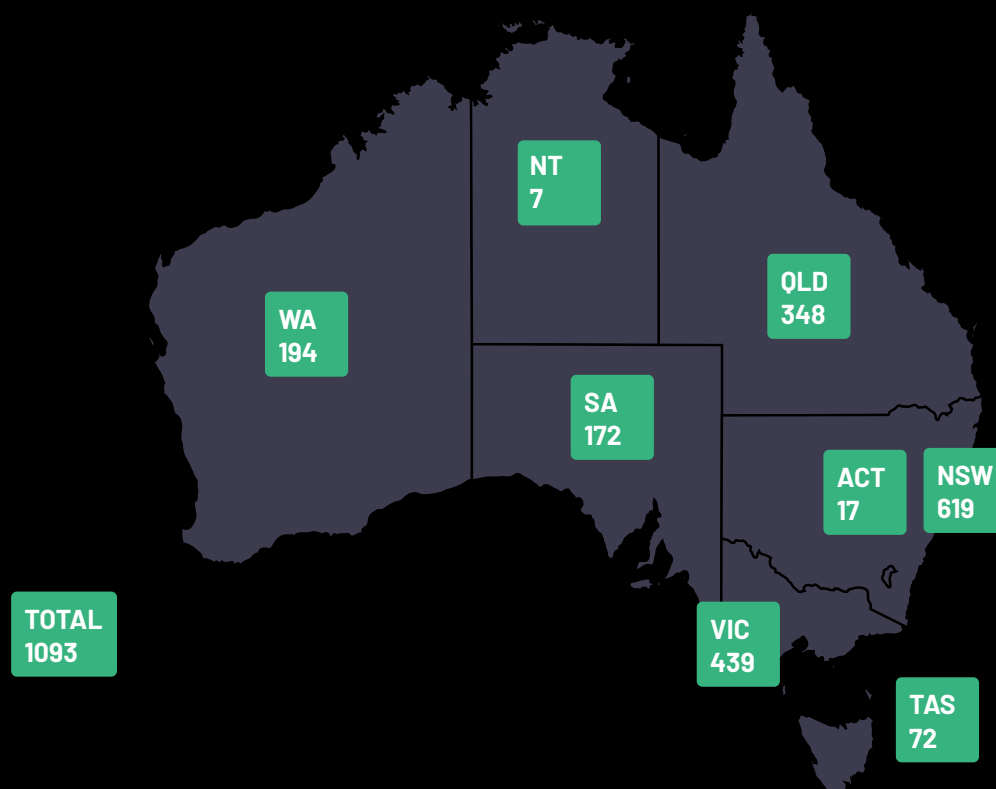 NT
7
QLD
348
WA
194
SA
172
ACT
17
NSW
619
TOTAL
1093
VIC
439
TAS
72